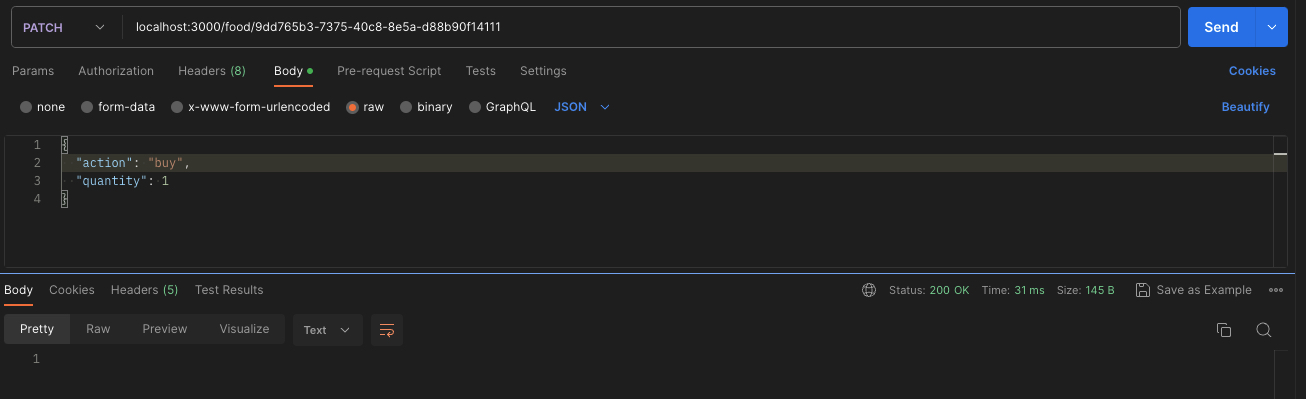 PATCH localhost:3000/food/9dd765b3-7375-40c8-8e5a-d88b90f14111 Send
Params Authorization Headers (8) Body Pre-request Script Tests Settings Cookies
none form-data x-www-form-urlencoded raw binary GraphQL JSON Beautify
1 {
2 "action": "buy",
3 "quantity": 1
4 }
Body Cookies Headers (5) Test Results Status: 200 OK Time: 31 ms Size: 145 B Save as Example
Pretty Raw Preview Visualize Text
1